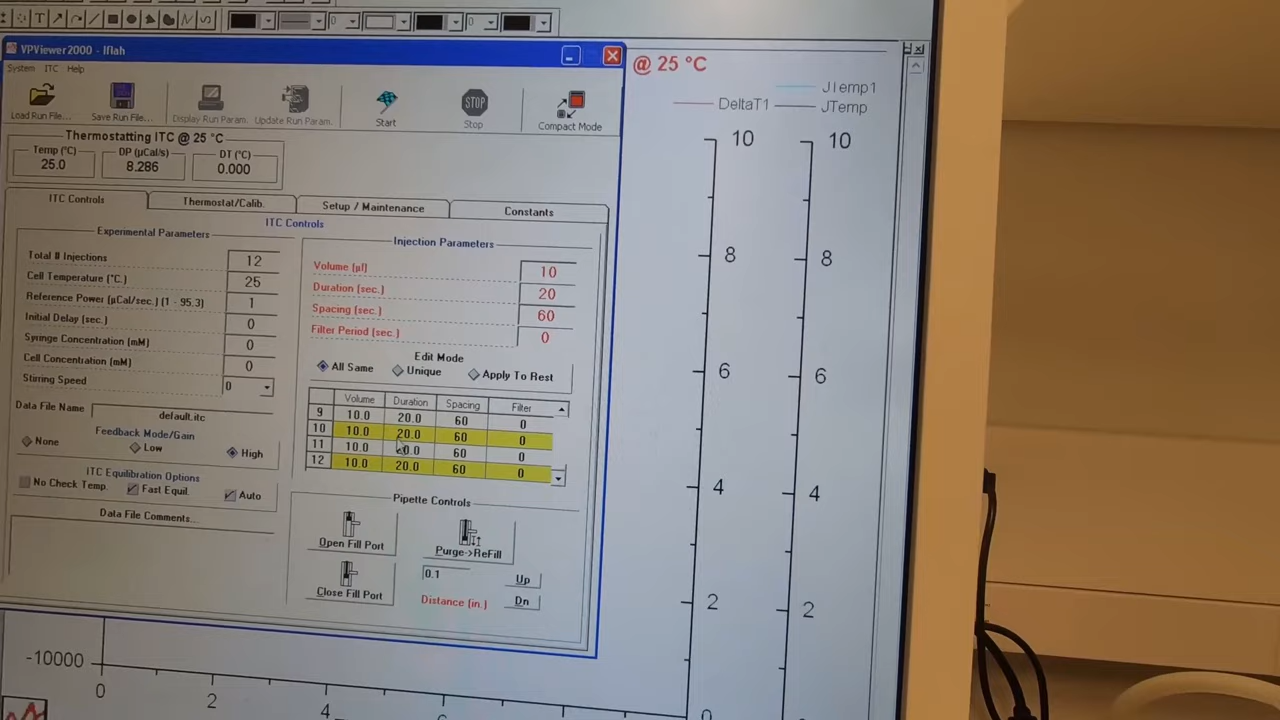 T
0
0
VPViewer2000 - Iflah
System ITC Help
Load Run File...
Save Run File...
Display Run Param.
Update Run Param.
Start
STOP
Stop
Compact Mode
Thermostatting ITC @ 25 °C
Temp (°C)
25.0
DP (µCal/s)
8.286
DT (°C)
0.000
ITC Controls
Thermostat/Calib.
Setup / Maintenance
Constants
ITC Controls
Experimental Parameters
Total # Injections 12
Cell Temperature (°C.) 25
Reference Power (µCal/sec.) (1 - 95.3) 1
Initial Delay (sec.) 0
Syringe Concentration (mM) 0
Cell Concentration (mM) 0
Stirring Speed 0
Data File Name default.itc
Feedback Mode/Gain
None Low High
ITC Equilibration Options
No Check Temp. Fast Equil. Auto
Data File Comments...
Injection Parameters
Volume (µl) 10
Duration (sec.) 20
Spacing (sec.) 60
Filter Period (sec.) 0
Edit Mode
All Same Unique Apply To Rest
Volume Duration Spacing Filter
9 10.0 20.0 60 0
10 10.0 20.0 60 0
11 10.0 60 0
12 10.0 20.0 60 0
Pipette Controls
Open Fill Port
Purge->ReFill
Close Fill Port
0.1
Up
Distance (in.)
Dn
@ 25 °C
JTemp1
DeltaT1 JTemp
10 10
8 8
6 6
4 4
2 2
0
-10000
0 2 4